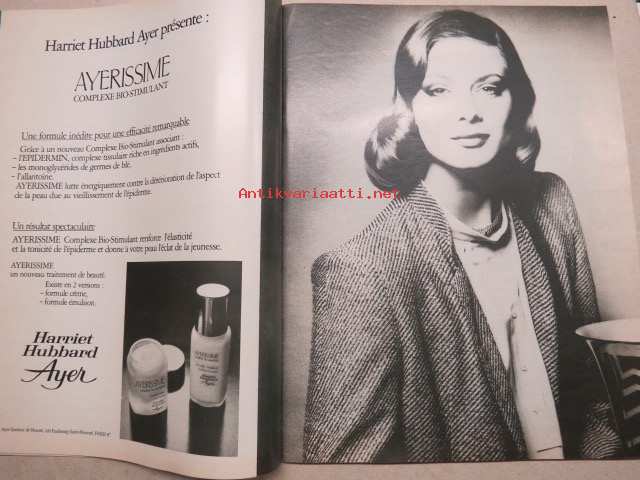 Harriet Hubbard Ayer présente :
AYERISSIME
COMPLEXE BIO-STIMULANT
Une formule inédite pour une efficacité remarquable
Grâce à un nouveau Complexe Bio-Stimulant associant :
– l'EPIDERMIN, complexe tissulaire riche en ingrédients actifs,
– les monoglycérides de germes de blé,
– l'allantoïne.
AYERISSIME lutte énergiquement contre la détérioration de l'aspect
de la peau due au vieillissement de l'épiderme.
Un résultat spectaculaire
AYERISSIME Complexe Bio-Stimulant renforce l'élasticité
et la tonicité de l'épiderme et donne à votre peau l'éclat de la jeunesse.
AYERISSIME
un nouveau traitement de beauté.
Existe en 2 versions :
– formule crème,
– formule émulsion.
Harriet
Hubbard
Ayer
AYERISSIME
AYERISSIME
Antikvariaatti.net